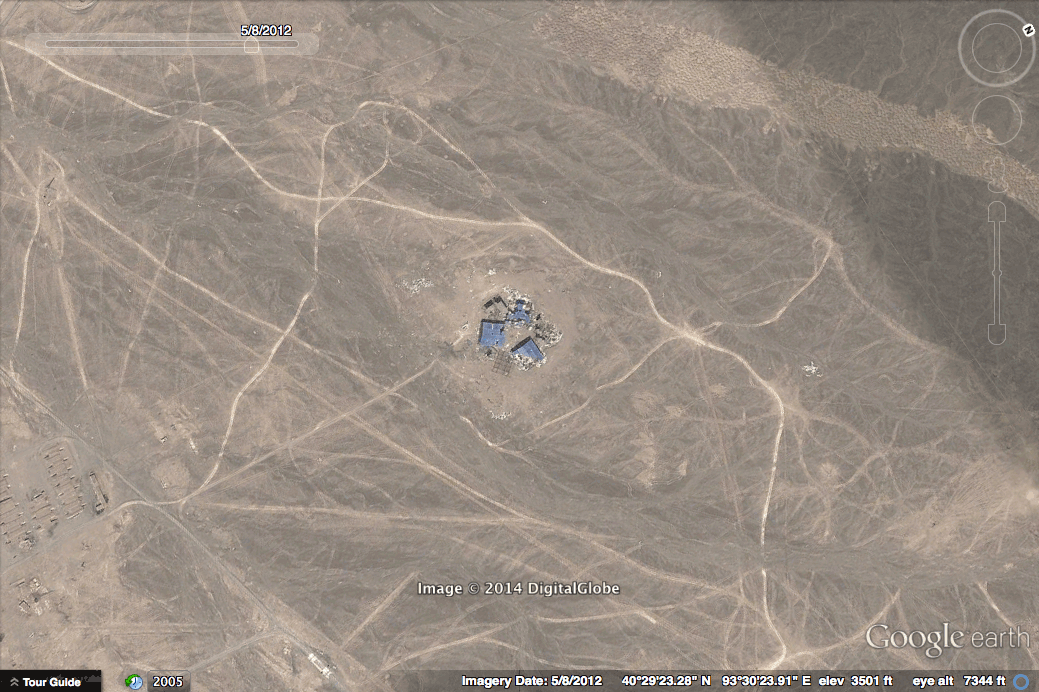 5/8/2012
N
Image © 2014 DigitalGlobe
Google earth
Tour Guide
2005
Imagery Date: 5/8/2012 40°29'23.28" N 93°30'23.91" E elev 3501 ft eye alt 7344 ft